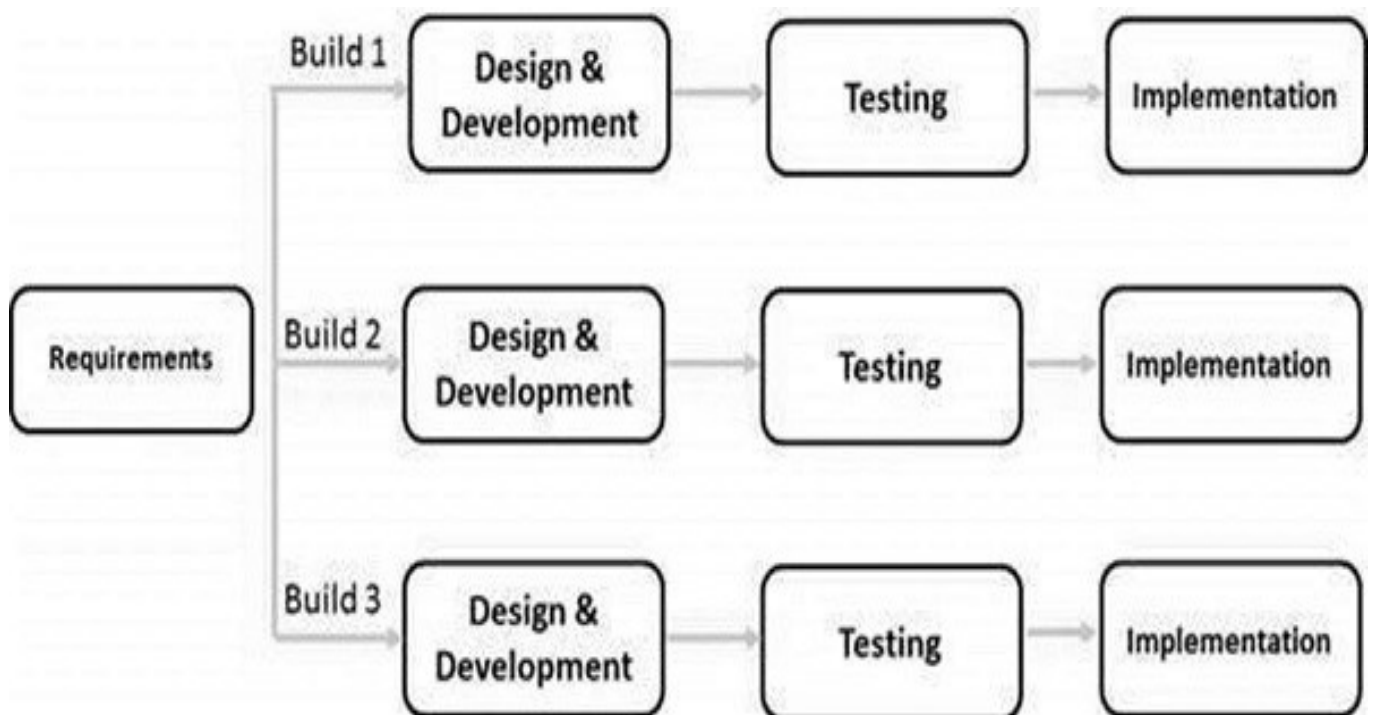 Build 1
Design &
Development
Testing
Implementation
Requirements
Build 2
Design &
Development
Testing
Implementation
Build 3
Design &
Development
Testing
Implementation